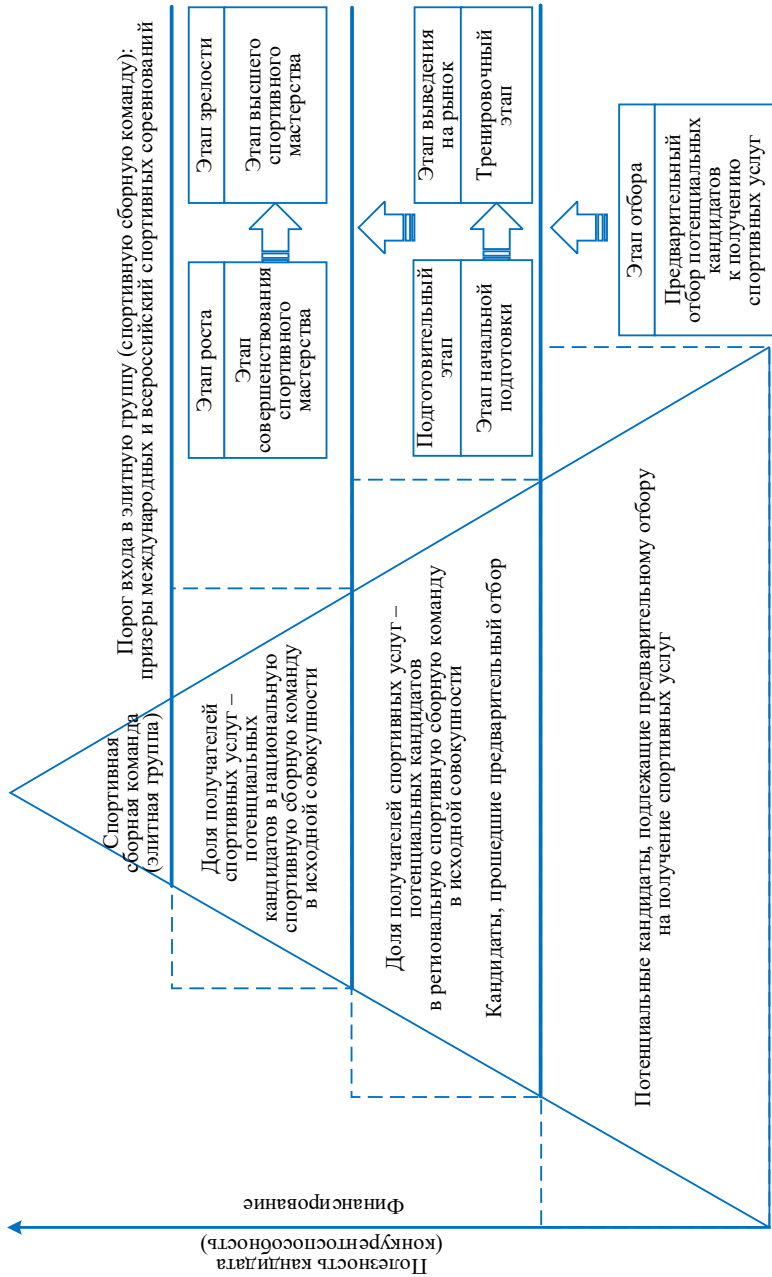 Полезность кандидата
(конкурентоспособность)
Финансирование
Спортивная
сборная команда
(элитная группа)
Порог входа в элитную группу (спортивную сборную команду):
призеры международных и всероссийский спортивных соревнований
Доля получателей
спортивных услуг –
потенциальных
кандидатов в национальную
спортивную сборную команду
в исходной совокупности
Этап роста
Этап
совершенствования
спортивного
мастерства
Этап зрелости
Этап высшего
спортивного
мастерства
Доля получателей спортивных услуг –
потенциальных кандидатов
в региональную спортивную сборную команду
в исходной совокупности
Кандидаты, прошедшие предварительный отбор
Подготовительный
этап
Этап начальной
подготовки
Этап выведения
на рынок
Тренировочный
этап
Потенциальные кандидаты, подлежащие предварительному отбору
на получение спортивных услуг
Этап отбора
Предварительный
отбор потенциальных
кандидатов
к получению
спортивных услуг